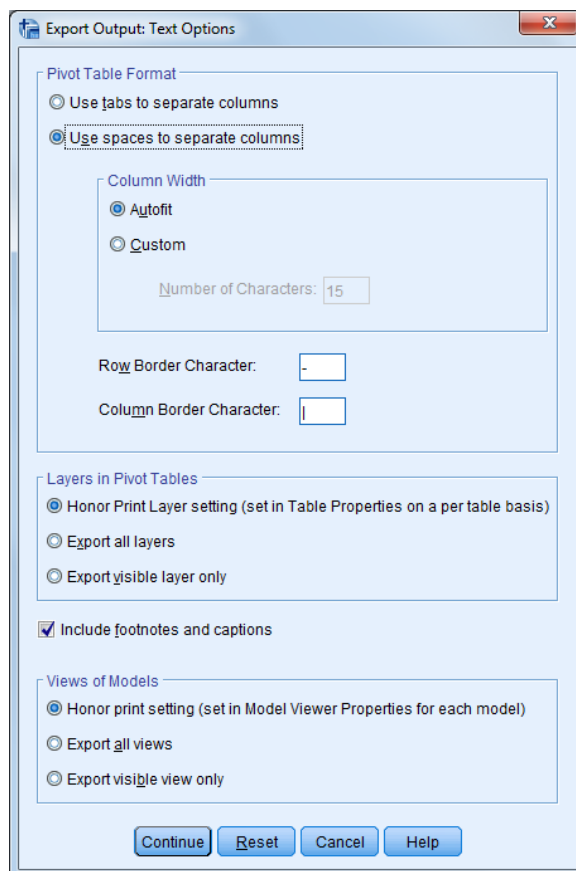 Export Output: Text Options
Pivot Table Format
Use tabs to separate columns
Use spaces to separate columns
Column Width
Autofit
Custom
Number of Characters: 15
Row Border Character: -
Column Border Character: |
Layers in Pivot Tables
Honor Print Layer setting (set in Table Properties on a per table basis)
Export all layers
Export visible layer only
Include footnotes and captions
Views of Models
Honor print setting (set in Model Viewer Properties for each model)
Export all views
Export visible view only
Continue Reset Cancel Help